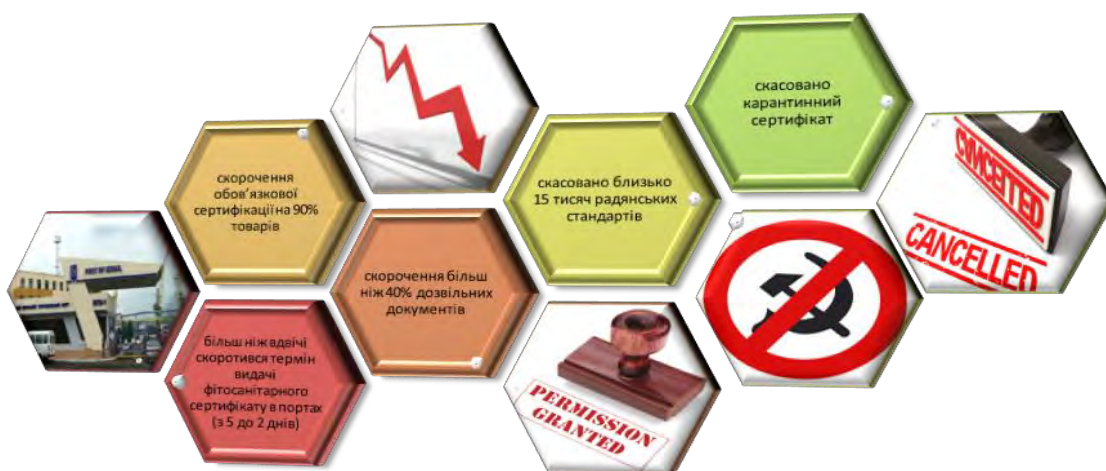 скорочення
обов'язкової
сертифікації на 90%
товарів
більш ніж вдвічі
скоротився термін
видачі
фітосанітарного
сертифікату в портах
(з 5 до 2 днів)
скорочення більш
ніж 40% дозвільних
документів
скасовано близько
15 тисяч радянських
стандартів
PERMISSION
GRANTED
скасовано
карантинний
сертифікат
CANCELLED
CANCELLED